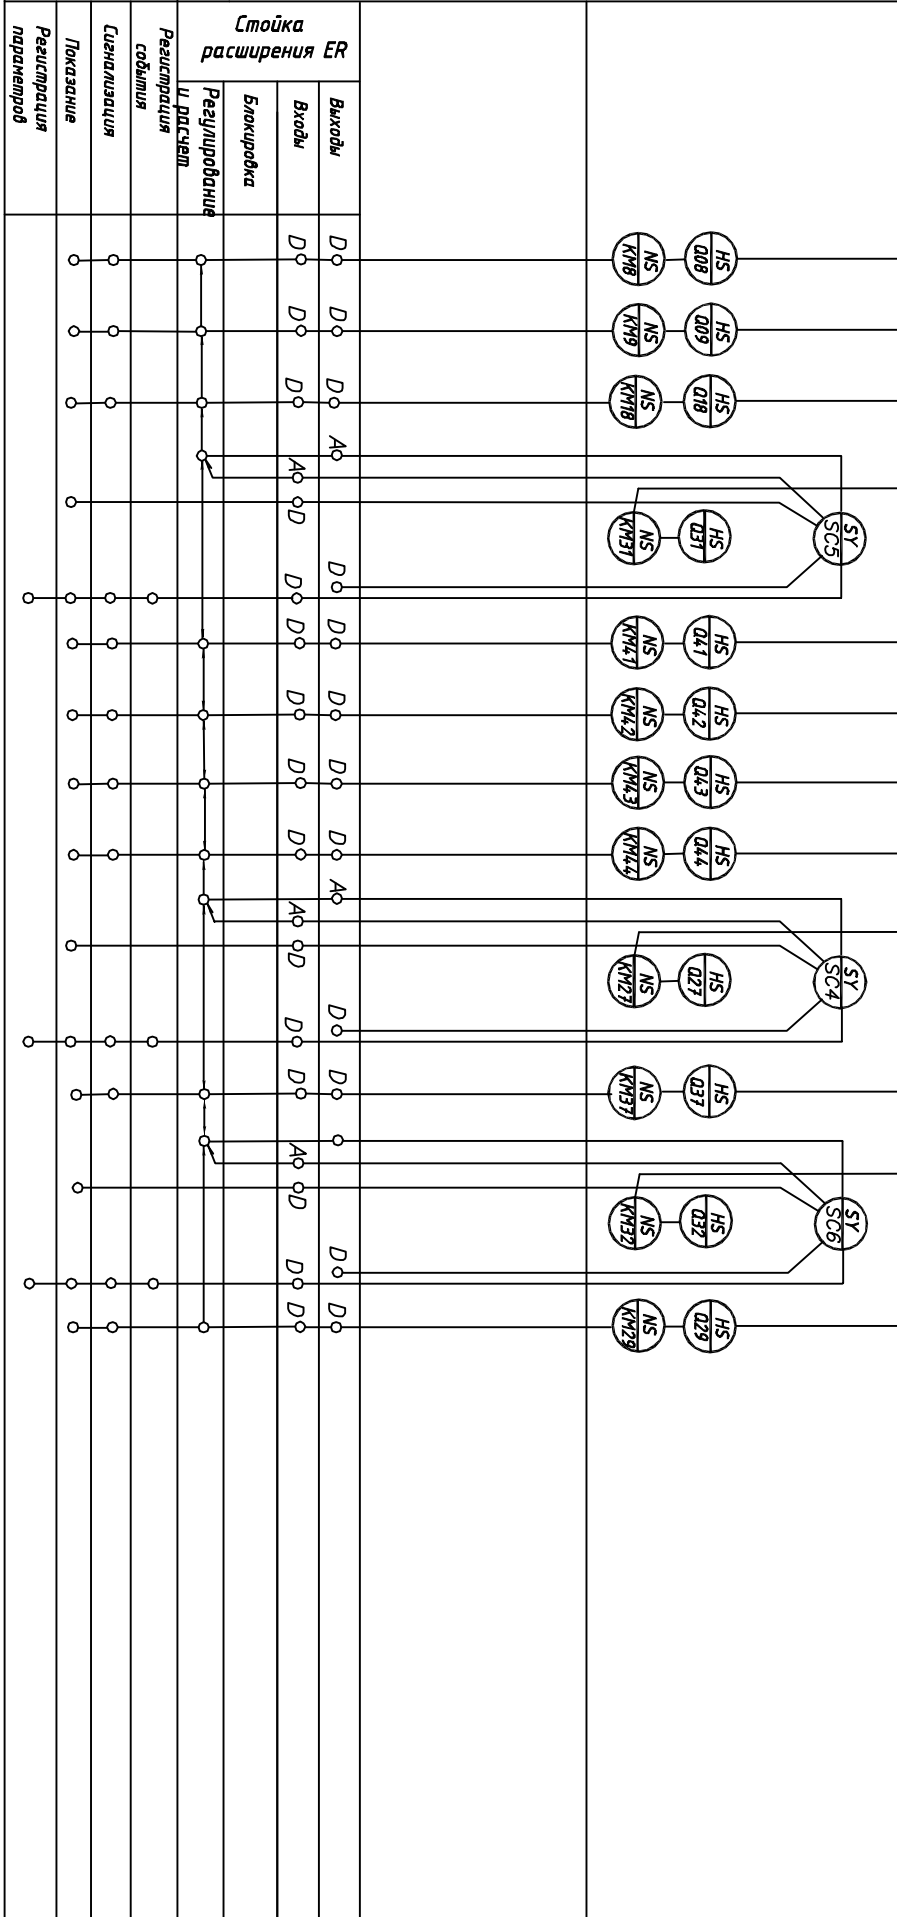 Стойка
расширения ER
Регистрация
параметров
Показание
Сигнализация
Регистрация
события
Регулирование
и расчет
Блокировка
Входы
Выходы
D D NS KM8 HS Q08
D D NS KM9 HS Q09
D D NS KM18 HS Q18
A
A
D
NS KM31 HS Q31
SY SC5
D
D
D D NS KM41 HS Q41
D D NS KM42 HS Q42
D D NS KM43 HS Q43
D D NS KM44 HS Q44
A
A
D
NS KM27 HS Q27
SY SC4
D
D
D D NS KM37 HS Q37
A
D
NS KM32 HS Q32
SY SC6
D
D
D D NS KM29 HS Q29